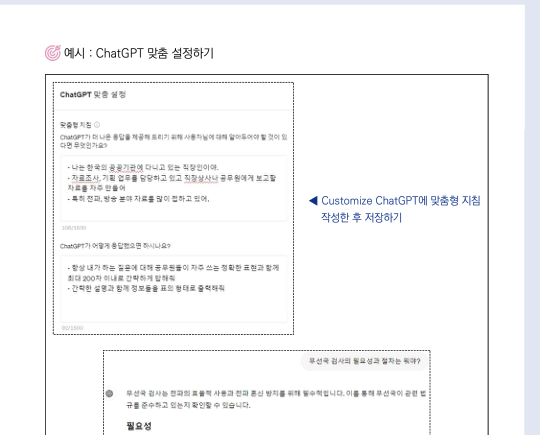 예시 : ChatGPT 맞춤 설정하기
ChatGPT 맞춤 설정
맞춤형 지침
ChatGPT가 더 나은 응답을 제공해 드리기 위해 사용자님에 대해 알아두어야 할 것이 있
다면 무엇인가요?
- 나는 한국의 공공기관에 다니고 있는 직장인이야.
- 자료조사, 기획 업무를 담당하고 있고 직장상사나 공무원에게 보고할
자료를 자주 만들어
- 특히 전파, 방송 분야 자료를 많이 접하고 있어.
106/1500
◀ Customize ChatGPT에 맞춤형 지침
작성한 후 저장하기
ChatGPT가 어떻게 응답했으면 하시나요?
- 항상 내가 하는 질문에 대해 공무원들이 자주 쓰는 정확한 표현과 함께
최대 200자 이내로 간략하게 답해줘
- 간략한 설명과 함께 정보들을 표의 형태로 출력해줘
92/1500
무선국 검사의 필요성과 절차는 뭐야?
무선국 검사는 전파의 효율적 사용과 전파 혼신 방지를 위해 필수적입니다. 이를 통해 무선국이 관련 법
규를 준수하고 있는지 확인할 수 있습니다.
필요성